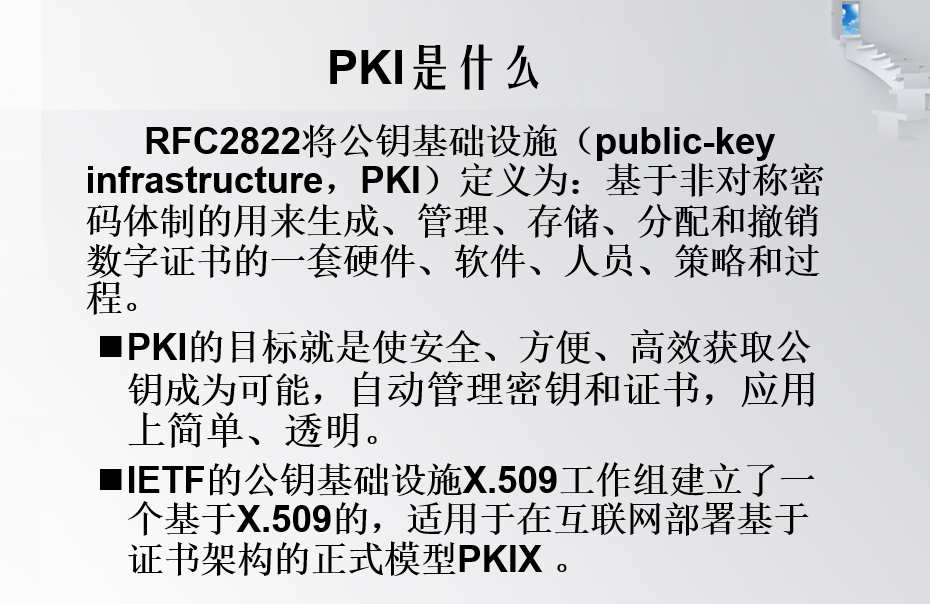 PKI是什么
RFC2822将公钥基础设施（public-key
infrastructure，PKI）定义为：基于非对称密
码体制的用来生成、管理、存储、分配和撤销
数字证书的一套硬件、软件、人员、策略和过
程。
■PKI的目标就是使安全、方便、高效获取公
钥成为可能，自动管理密钥和证书，应用
上简单、透明。
■IETF的公钥基础设施X.509工作组建立了一
个基于X.509的，适用于在互联网部署基于
证书架构的正式模型PKIX 。